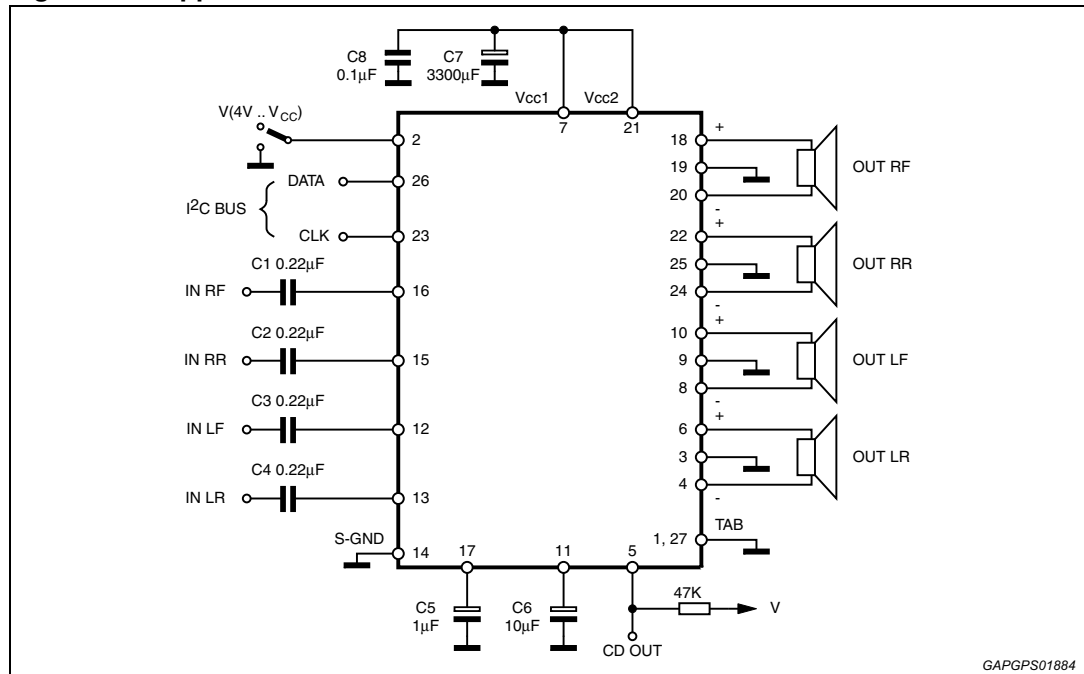 C8
0.1µF
C7
3300µF
Vcc1
Vcc2
7
21
V(4V .. VCC)
2
DATA
26
I2C BUS
CLK
23
C1 0.22µF
IN RF
16
C2 0.22µF
IN RR
15
C3 0.22µF
IN LF
12
C4 0.22µF
IN LR
13
S-GND
14
17
11
5
C5
1µF
C6
10µF
CD OUT
47K
V
18
+
19
OUT RF
20
-
+
22
25
OUT RR
24
-
+
10
9
OUT LF
8
-
+
6
3
OUT LR
4
-
1, 27
TAB
GAPGPS01884